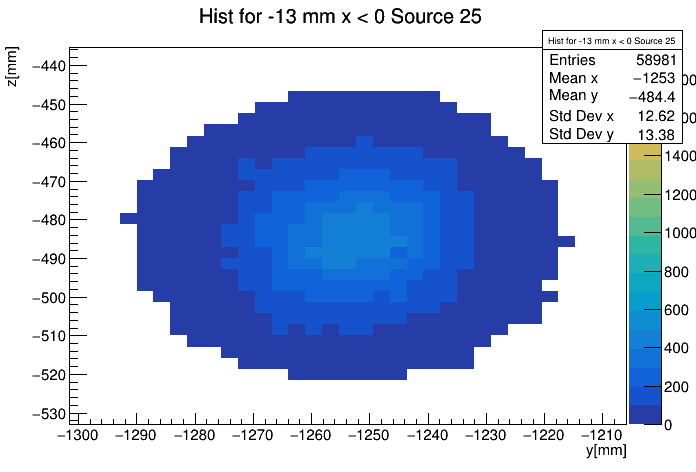 Hist for -13 mm x < 0 Source 25
z[mm]
Hist for -13 mm x < 0 Source 25
Entries 58981
Mean x −1253
Mean y −484.4
Std Dev x 12.62
Std Dev y 13.38
−440
−450
−460
−470
−480
−490
−500
−510
−520
−530
1400
1200
1000
800
600
400
200
0
−1300 −1290 −1280 −1270 −1260 −1250 −1240 −1230 −1220 −1210
y[mm]